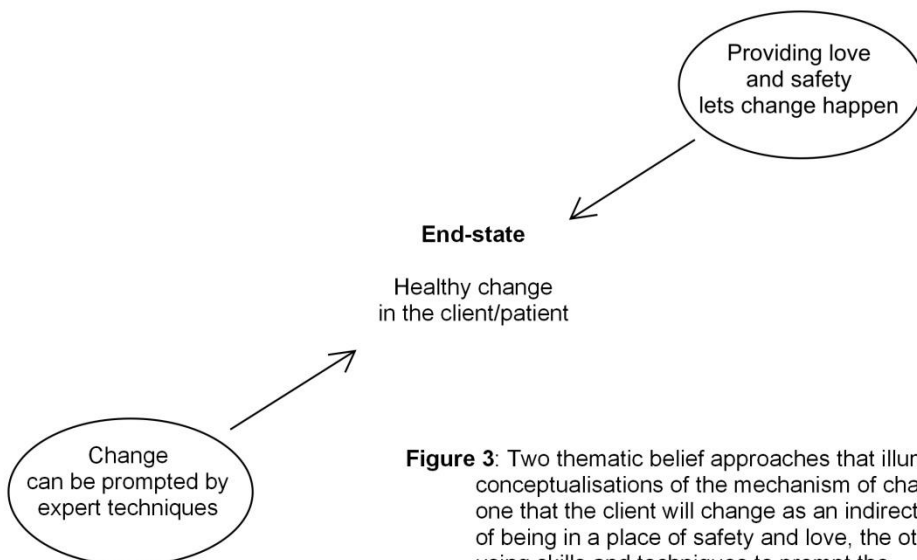 Providing love
and safety
lets change happen
End-state
Healthy change
in the client/patient
Change
can be prompted by
expert techniques
Figure 3: Two thematic belief approaches that
conceptualisations of the mechanism of
one that the client will change as an indirect
of being in a place of safety and love, the
using skills and techniques to prompt the